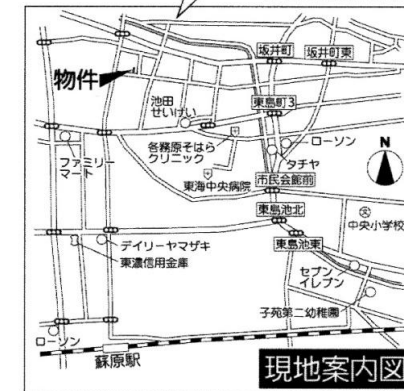 坂井町
坂井町東
物件
池田
せいけい
東島町3
各務原そはら
クリニック
ローソン
タチヤ
N
ファミリー
マート
東海中央病院
市民会館前
東島池北
中央小学校
デイリーヤマザキ
東濃信用金庫
東島池東
セブン
イレブン
子苑第二幼稚園
ローソン
蘇原駅
現地案内図